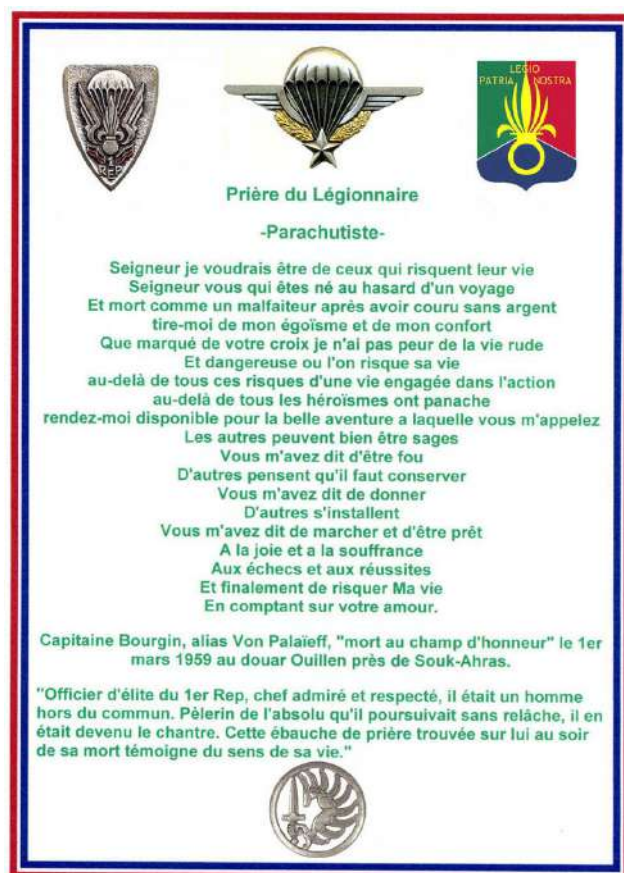 LEGIO
PATRIA NOSTRA
REP
Prière du Légionnaire
-Parachutiste-
Seigneur je voudrais être de ceux qui risquent leur vie
Seigneur vous qui êtes né au hasard d'un voyage
Et mort comme un malfaiteur après avoir couru sans argent
tire-moi de mon égoïsme et de mon confort
Que marqué de votre croix je n'ai pas peur de la vie rude
Et dangereuse ou l'on risque sa vie
au-delà de tous ces risques d'une vie engagée dans l'action
au-delà de tous les héroïsmes ont panache
rendez-moi disponible pour la belle aventure a laquelle vous m'appelez
Les autres peuvent bien être sages
Vous m'avez dit d'être fou
D'autres pensent qu'il faut conserver
Vous m'avez dit de donner
D'autres s'installent
Vous m'avez dit de marcher et d'être prêt
A la joie et a la souffrance
Aux échecs et aux réussites
Et finalement de risquer Ma vie
En comptant sur votre amour.
Capitaine Bourgin, alias Von Palaïeff, "mort au champ d'honneur" le 1er
mars 1959 au douar Ouillen près de Souk-Ahras.
"Officier d'élite du 1er Rep, chef admiré et respecté, il était un homme
hors du commun. Pèlerin de l'absolu qu'il poursuivait sans relâche, il en
était devenu le chantre. Cette ébauche de prière trouvée sur lui au soir
de sa mort témoigne du sens de sa vie."